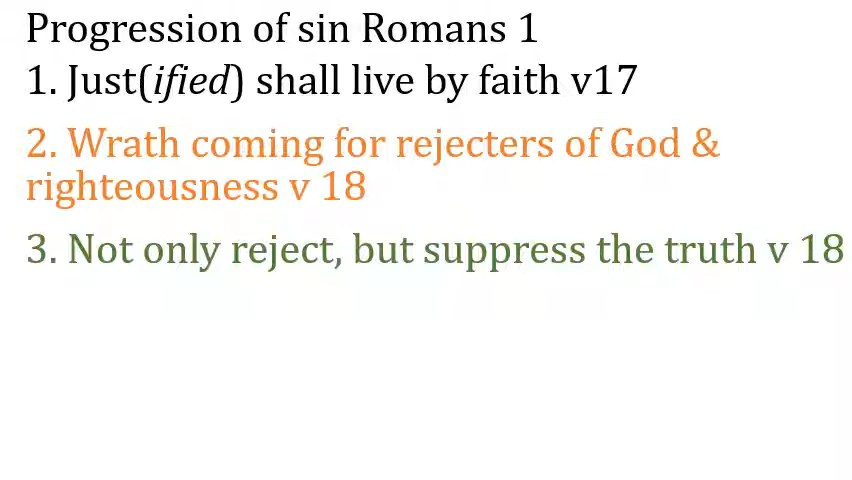 Progression of sin Romans 1
1. Just(ified) shall live by faith v17
2. Wrath coming for rejecters of God &
righteousness v 18
3. Not only reject, but suppress the truth v 18